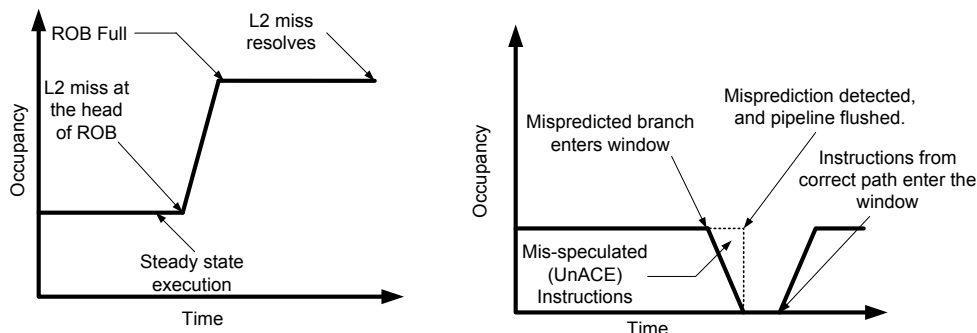 ROB Full
L2 miss
resolves
L2 miss at
the head
of ROB
Steady state
execution
Occupancy
Time
Mispredicted branch
enters window
Misprediction detected,
and pipeline flushed.
Instructions from
correct path enter the
window
Mis-speculated
(UnACE)
Instructions
Occupancy
Time